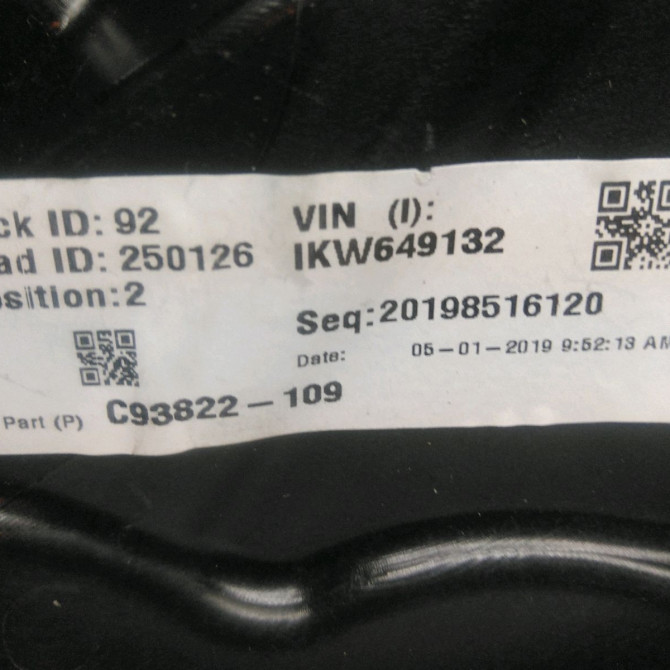 ck ID: 92
VIN (I):
ad ID: 250126
IKW649132
osition:2
Seq:20198516120
Date: 05-01-2019 9:52:13 AM
Part (P) C93822-109